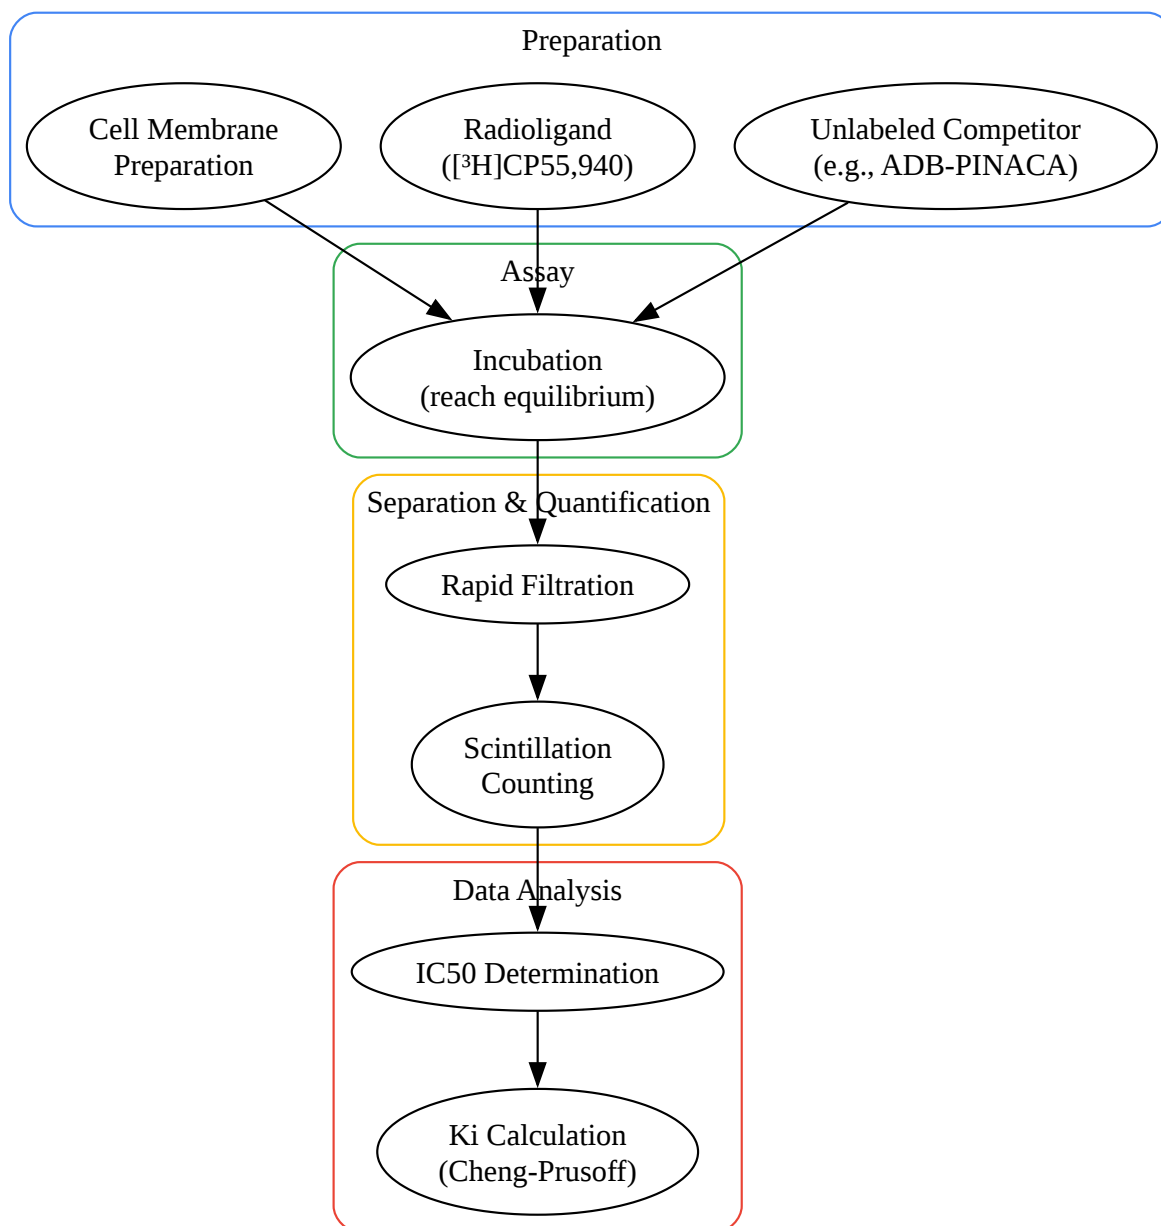 Preparation
Cell Membrane
Preparation
Radioligand
([³H]CP55,940)
Unlabeled Competitor
(e.g., ADB-PINACA)
Assay
Incubation
(reach equilibrium)
Separation & Quantification
Rapid Filtration
Scintillation
Counting
Data Analysis
IC50 Determination
Ki Calculation
(Cheng-Prusoff)